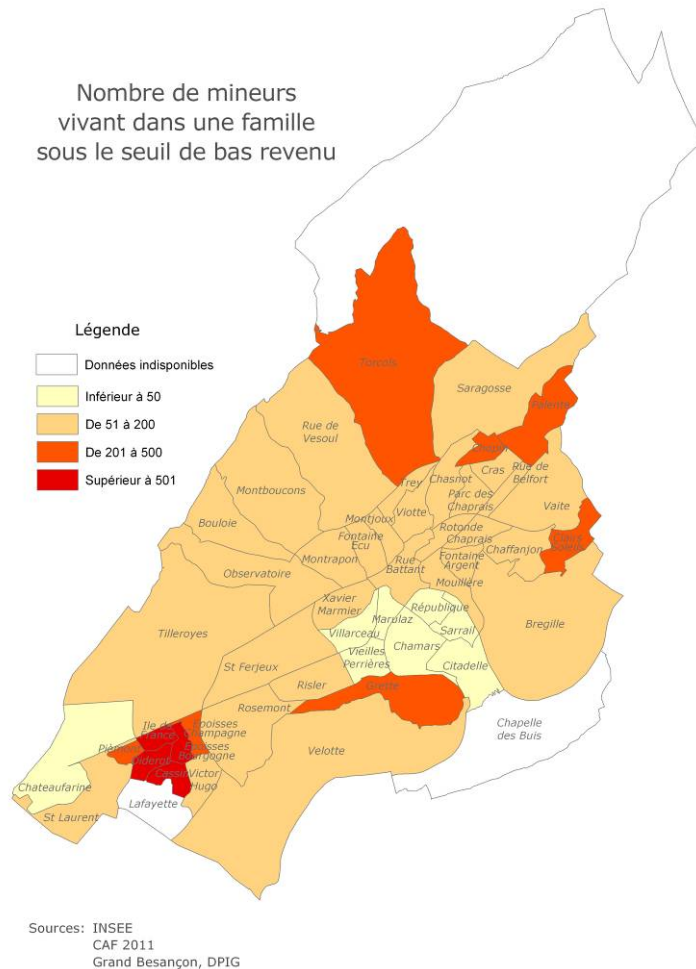 Nombre de mineurs
vivant dans une famille
sous le seuil de bas revenu
Légende
Données indisponibles
Inférieur à 50
De 51 à 200
De 201 à 500
Supérieur à 501
Torcols
Saragosse
Palente
Rue de
Vesoul
Chopin
Cras
Rue de
Belfort
Trey
Chasnot
Parc des
Chaprais
Montboucons
Vaite
Viotte
Montjoux
Bouloie
Fontaine
Ecu
Rotonde
Chaprais
Clairs
Soleils
Chaffanjon
Montrapon
Rue
Battant
Fontaine
Argent
Observatoire
Mouillère
Xavier
Marmier
République
Marulaz
Bregille
Tilleroyes
Villarceau
Sarrail
Chamars
Vieilles
Perrières
St Ferjeux
Citadelle
Risler
Grette
Rosemont
Chapelle
des Buis
Ile de
France
Epoisses
Champagne
Piémont
Epoisses
Bourgogne
Velotte
Diderot
Cassin
Victor
Hugo
Chateaufarine
Lafayette
St Laurent
Sources: INSEE
CAF 2011
Grand Besançon, DPIG